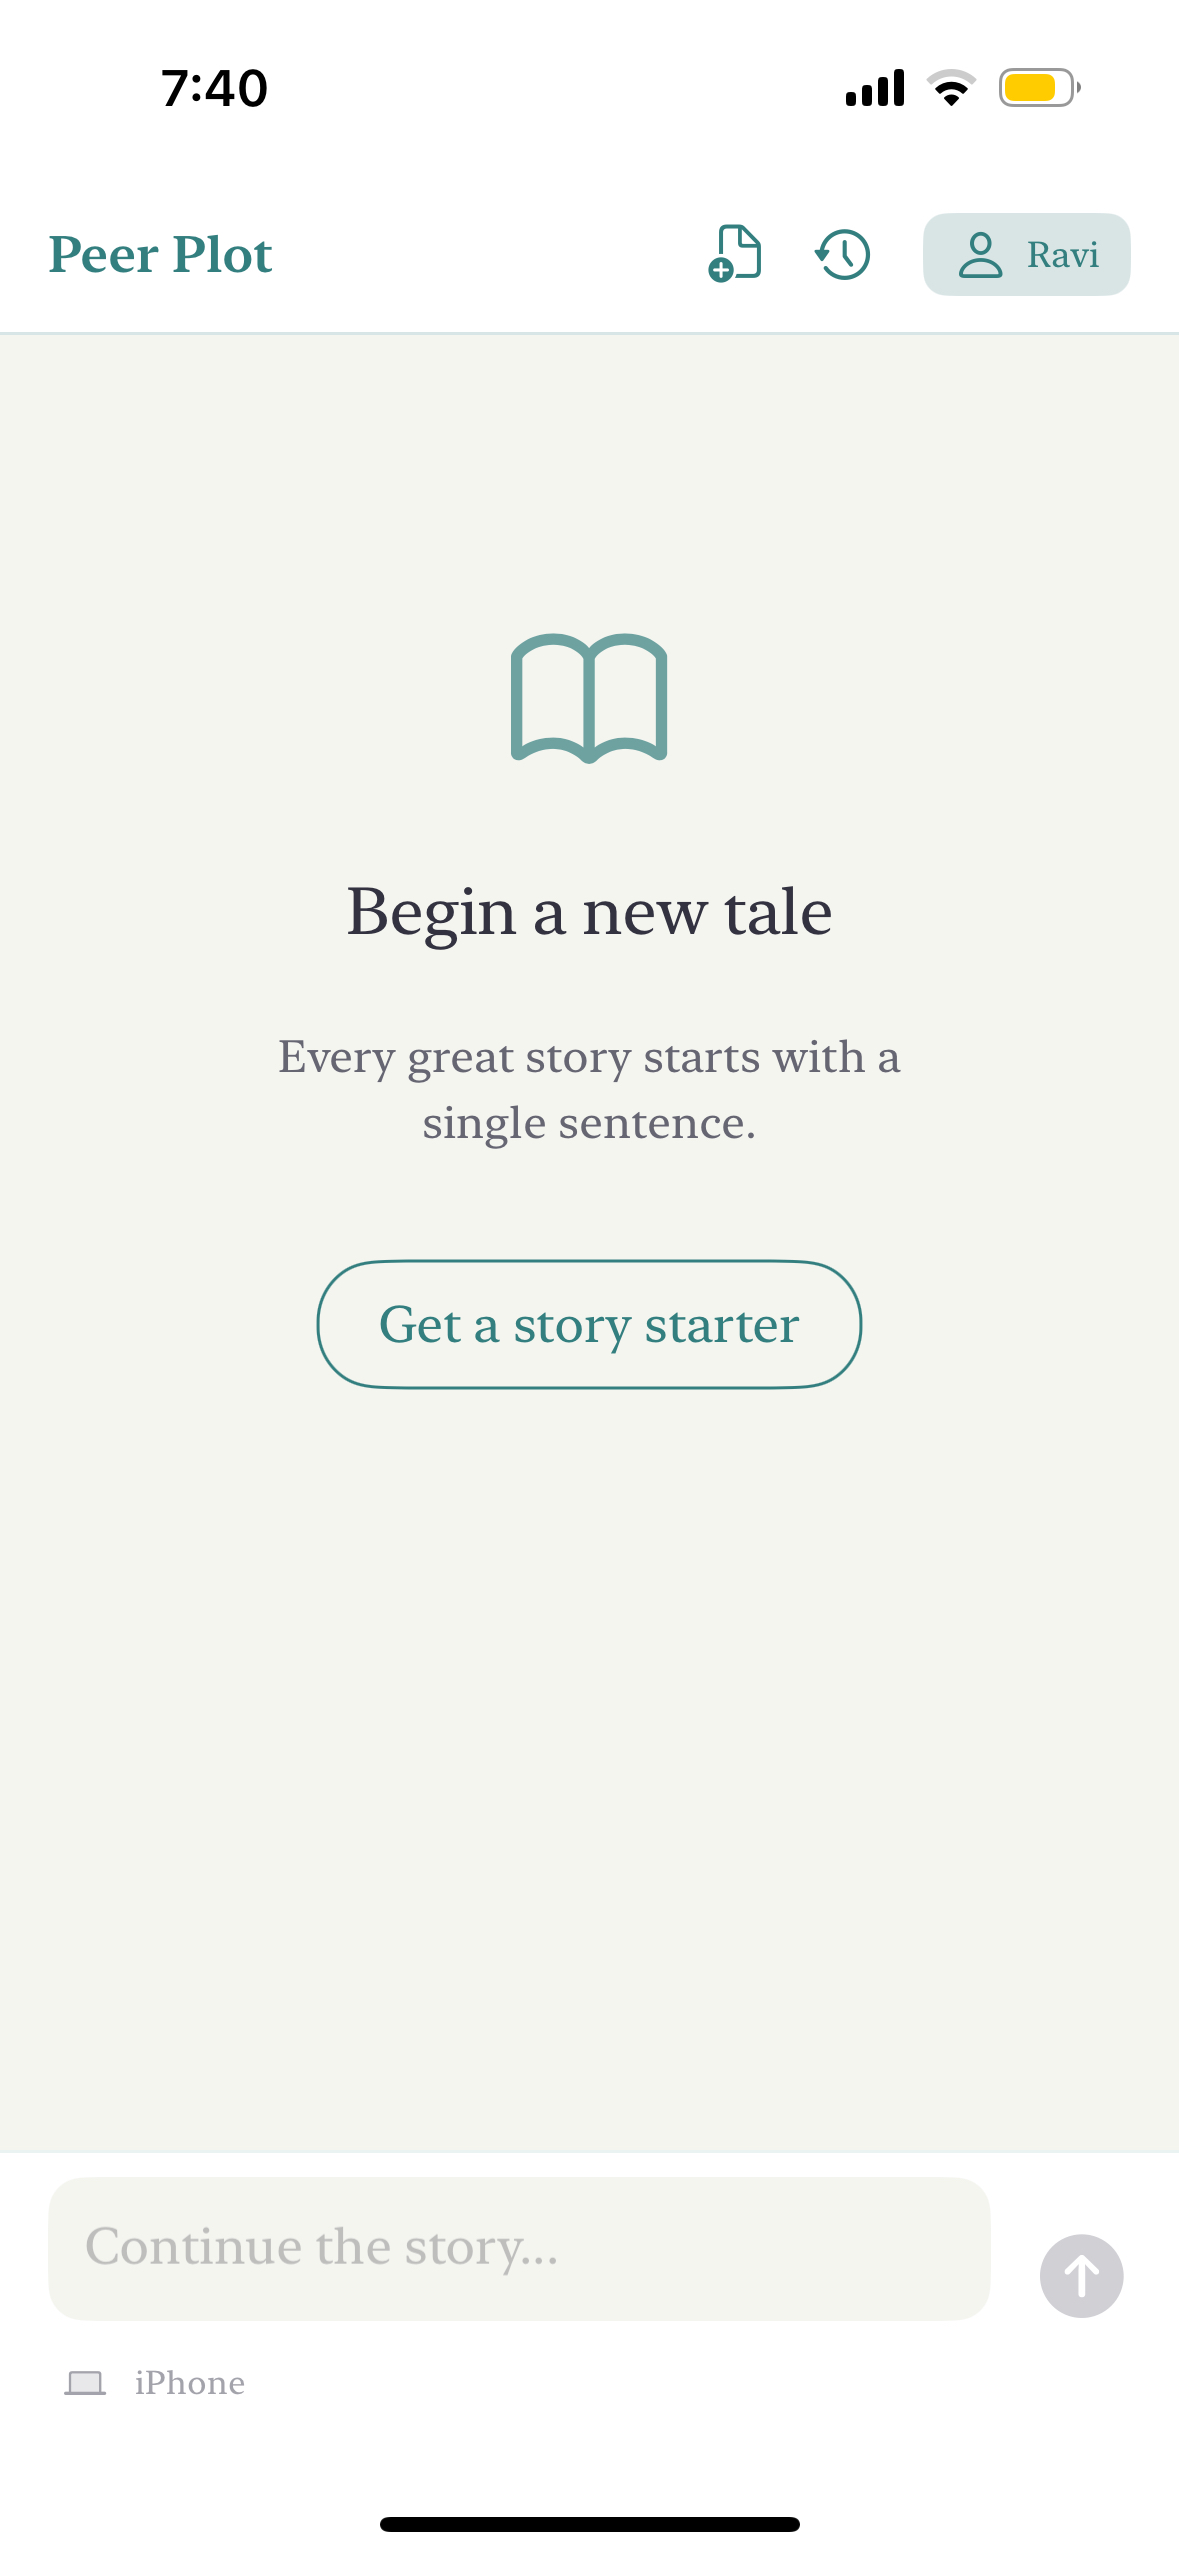 7:40
Peer Plot
Ravi
Begin a new tale
Every great story starts with a
single sentence.
Get a story starter
Continue the story...
iPhone